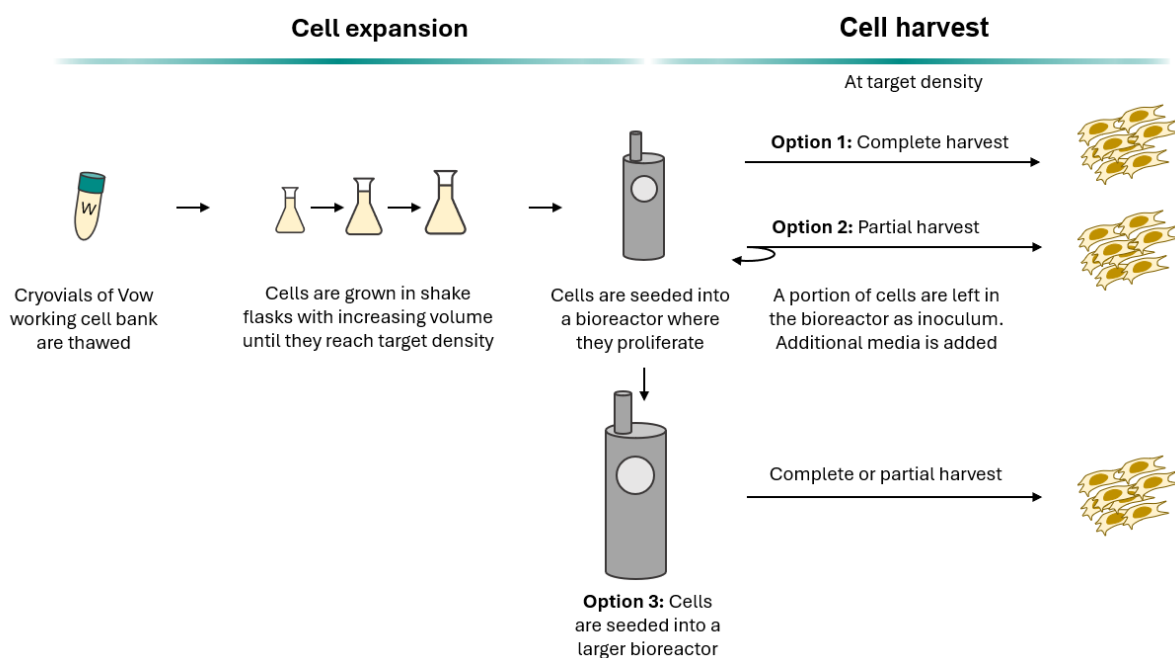 Cell expansion
Cell harvest
At target density
Option 1: Complete harvest
W
Option 2: Partial harvest
Cryovials of Vow
working cell bank
are thawed
Cells are grown in shake
flasks with increasing volume
until they reach target density
Cells are seeded into
a bioreactor where
they proliferate
A portion of cells are left in
the bioreactor as inoculum.
Additional media is added
Complete or partial harvest
Option 3: Cells
are seeded into a
larger bioreactor